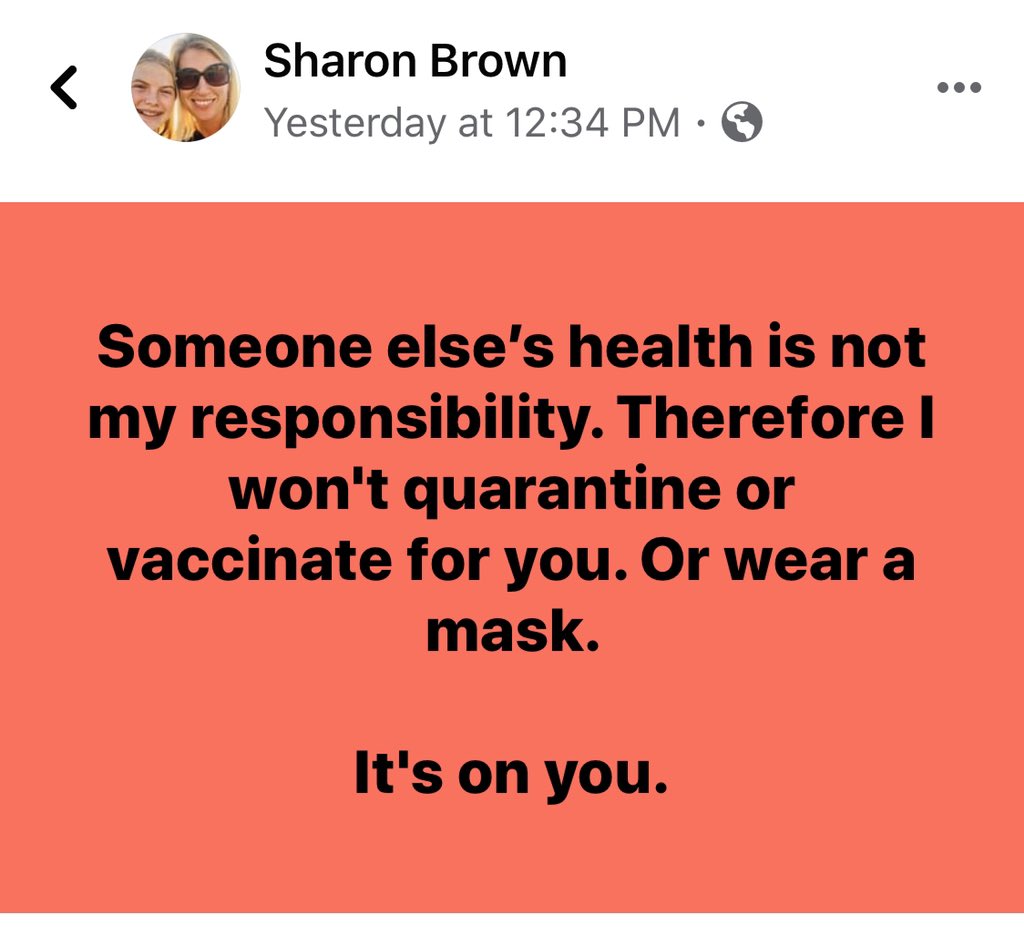 Sharon Brown
Yesterday at 12:34 PM ·
Someone else’s health is not
my responsibility. Therefore I
won't quarantine or
vaccinate for you. Or wear a
mask.
It's on you.